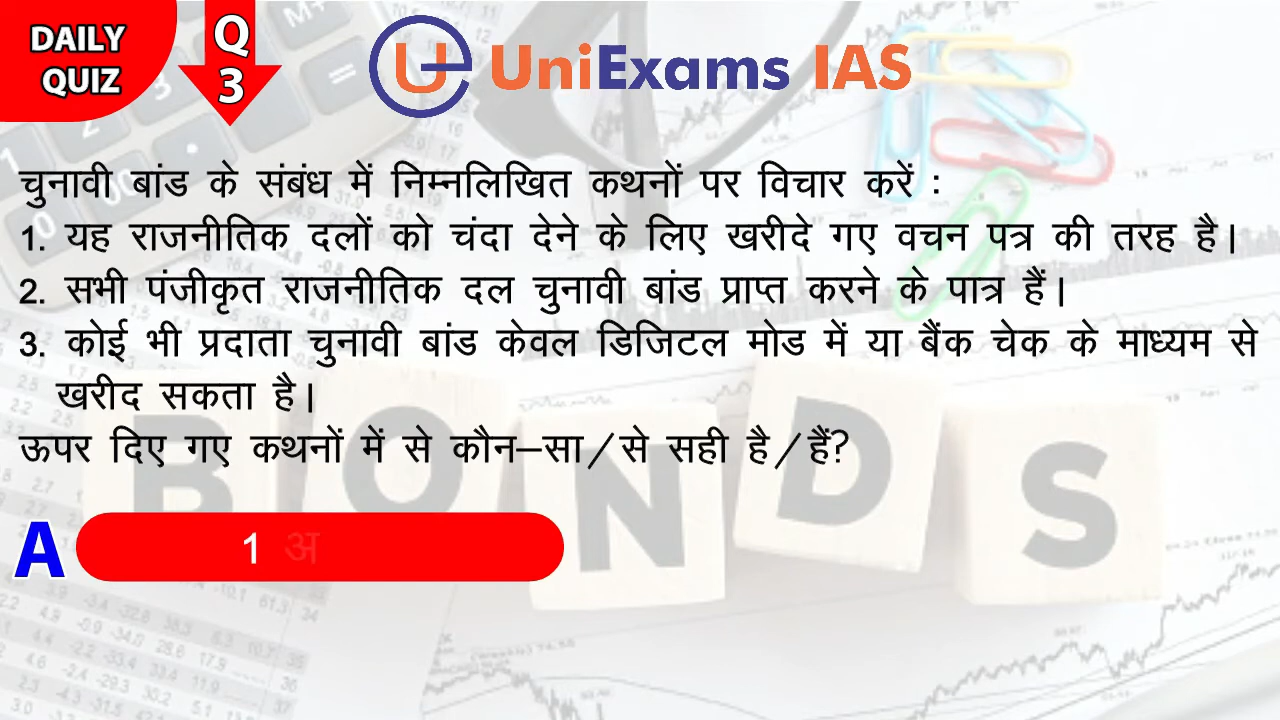 DAILY
QUIZ
Q
3
UniExams IAS
चुनावी बांड के संबंध में निम्नलिखित कथनों पर विचार करें :
1. यह राजनीतिक दलों को चंदा देने के लिए खरीदे गए वचन पत्र की तरह है।
2. सभी पंजीकृत राजनीतिक दल चुनावी बांड प्राप्त करने के पात्र हैं।
3. कोई भी प्रदाता चुनावी बांड केवल डिजिटल मोड में या बैंक चेक के माध्यम से
खरीद सकता है।
ऊपर दिए गए कथनों में से कौन–सा/से सही है/हैं?
BONDS
A 1 अ